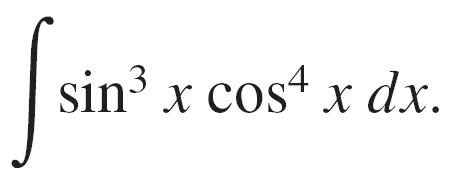 ∫ sin³ x cos⁴ x dx.